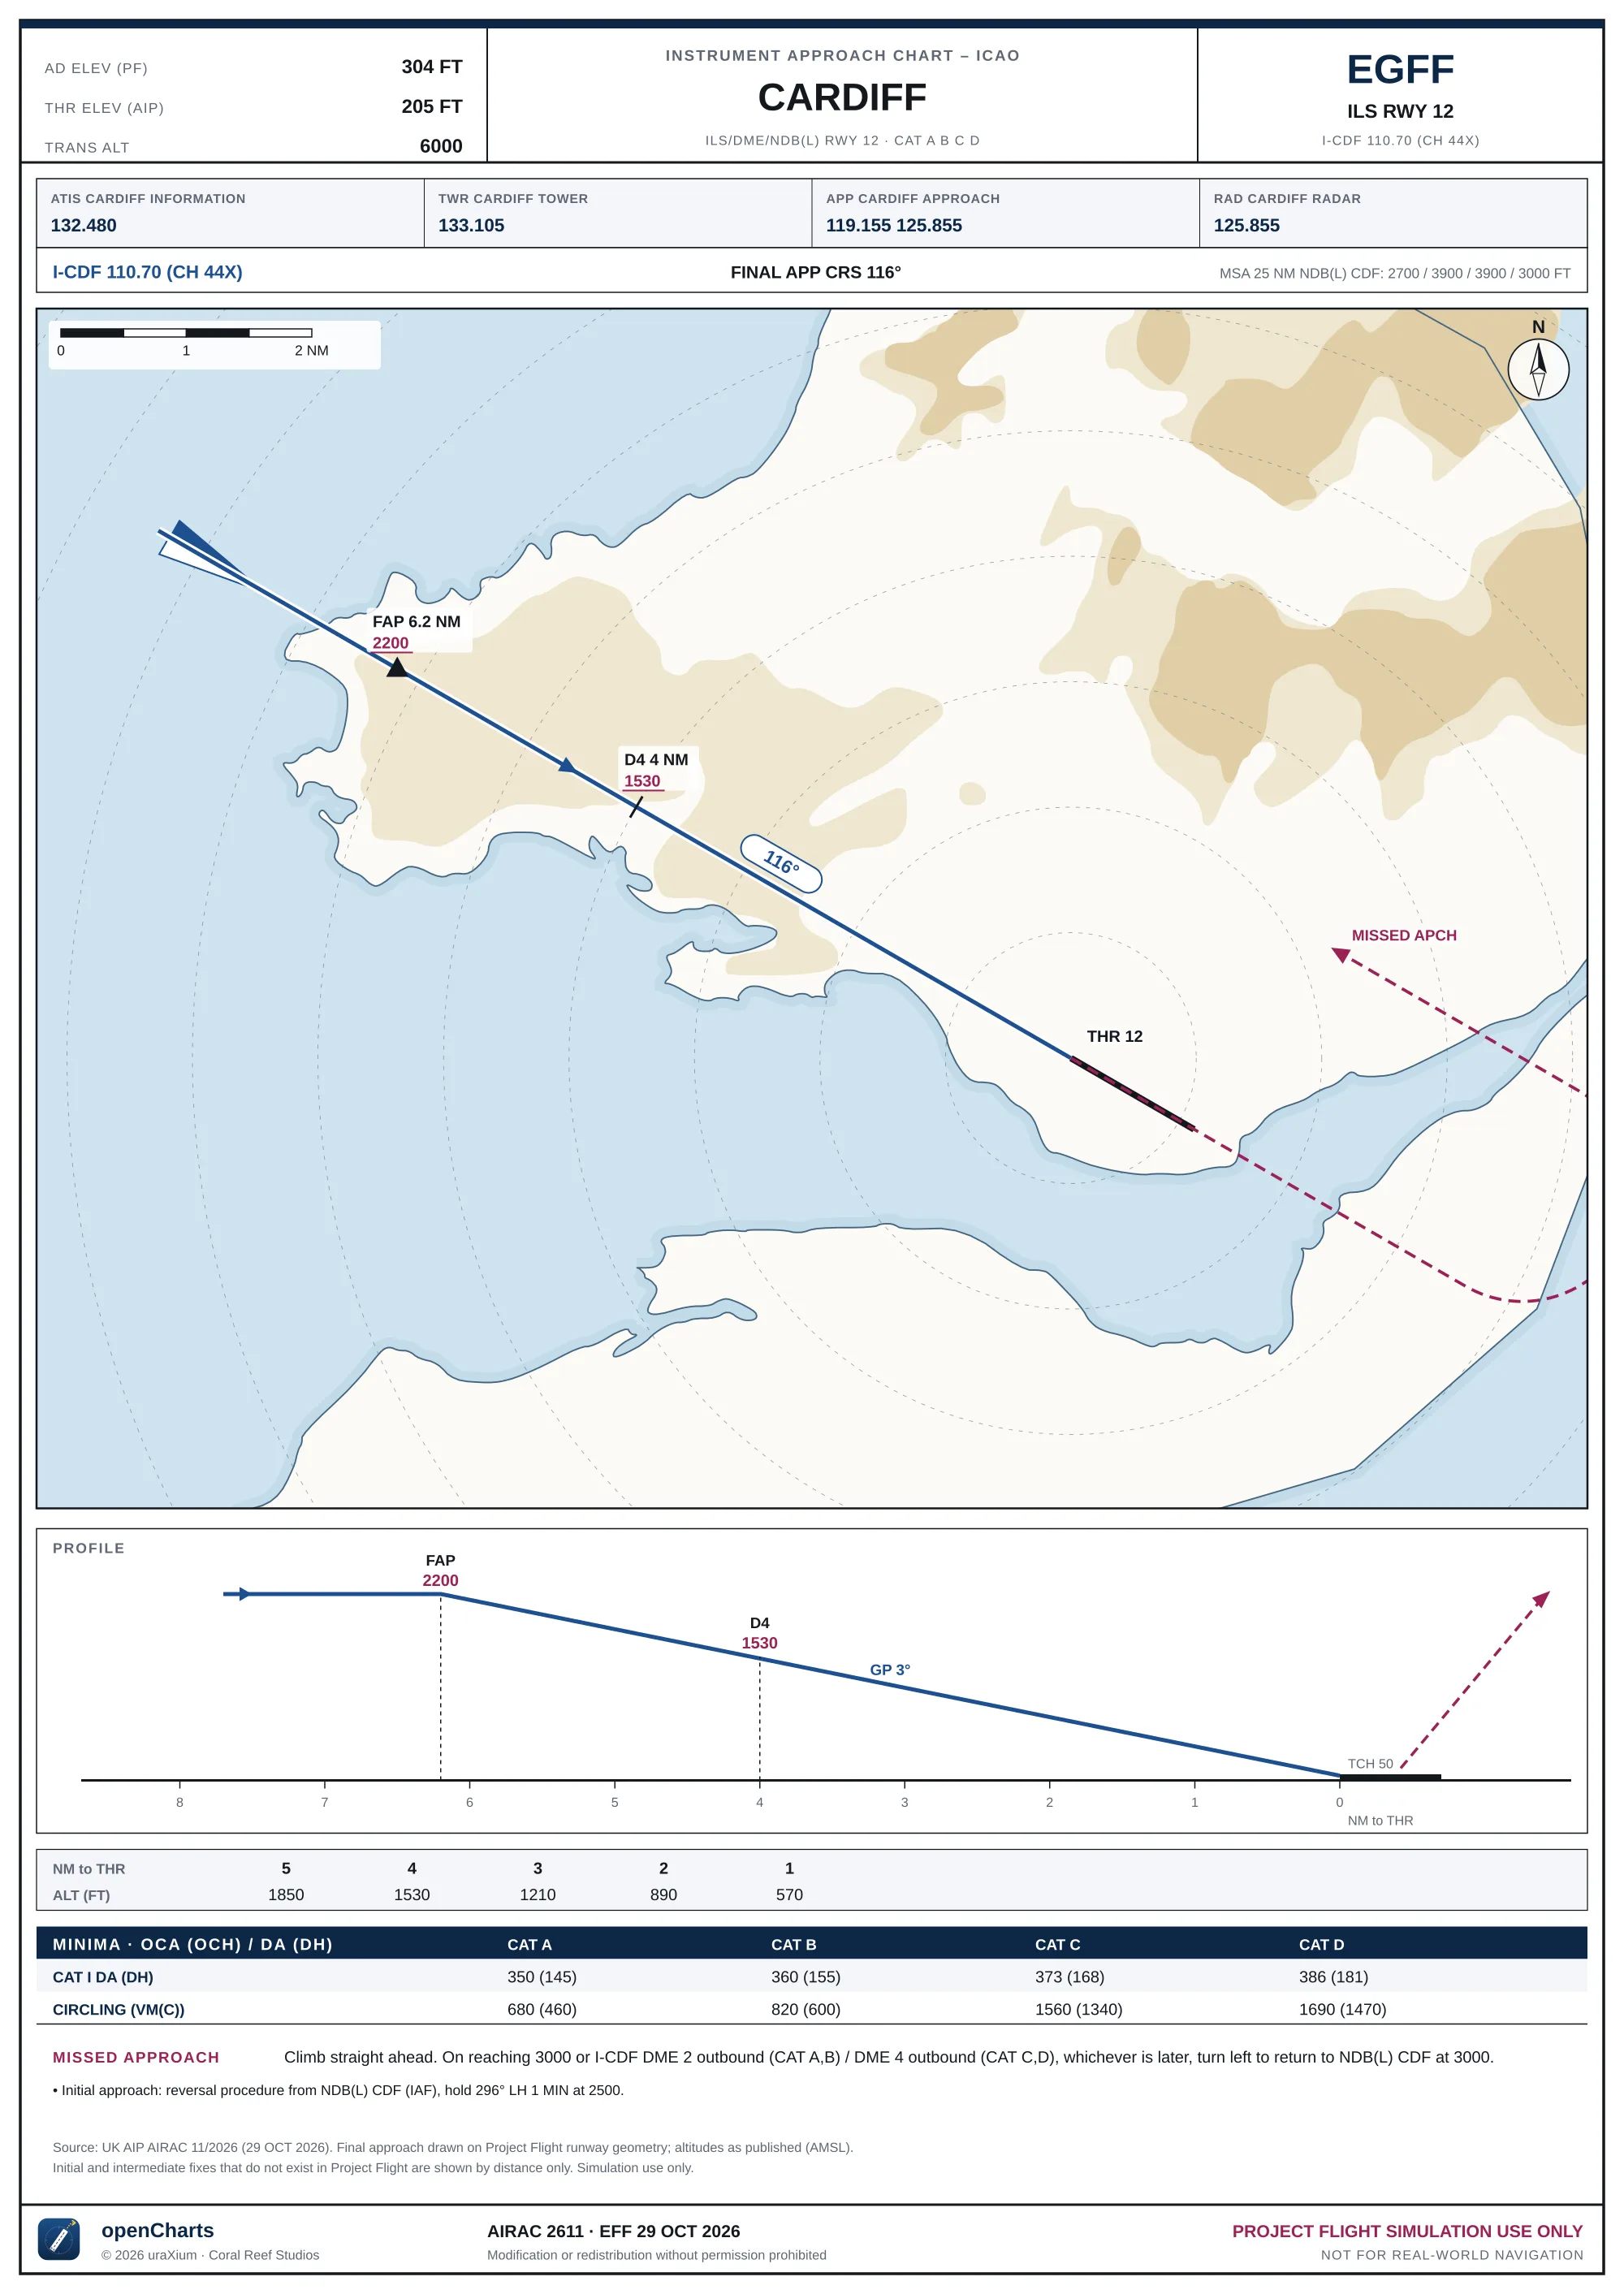 AD ELEV (PF) 304 FT
THR ELEV (AIP) 205 FT
TRANS ALT 6000
INSTRUMENT APPROACH CHART – ICAO
CARDIFF
ILS/DME/NDB(L) RWY 12 · CAT A B C D
EGFF
ILS RWY 12
I-CDF 110.70 (CH 44X)
ATIS CARDIFF INFORMATION
132.480
TWR CARDIFF TOWER
133.105
APP CARDIFF APPROACH
119.155 125.855
RAD CARDIFF RADAR
125.855
I-CDF 110.70 (CH 44X) FINAL APP CRS 116° MSA 25 NM NDB(L) CDF: 2700 / 3900 / 3900 / 3000 FT
0 1 2 NM
N
FAP 6.2 NM
2200
D4 4 NM
1530
116°
MISSED APCH
THR 12
PROFILE
FAP
2200
D4
1530
GP 3°
TCH 50
8 7 6 5 4 3 2 1 0
NM to THR
NM to THR 5 4 3 2 1
ALT (FT) 1850 1530 1210 890 570
MINIMA · OCA (OCH) / DA (DH) CAT A CAT B CAT C CAT D
CAT I DA (DH) 350 (145) 360 (155) 373 (168) 386 (181)
CIRCLING (VM(C)) 680 (460) 820 (600) 1560 (1340) 1690 (1470)
MISSED APPROACH Climb straight ahead. On reaching 3000 or I-CDF DME 2 outbound (CAT A,B) / DME 4 outbound (CAT C,D), whichever is later, turn left to return to NDB(L) CDF at 3000.
• Initial approach: reversal procedure from NDB(L) CDF (IAF), hold 296° LH 1 MIN at 2500.
Source: UK AIP AIRAC 11/2026 (29 OCT 2026). Final approach drawn on Project Flight runway geometry; altitudes as published (AMSL).
Initial and intermediate fixes that do not exist in Project Flight are shown by distance only. Simulation use only.
openCharts
© 2026 uraXium · Coral Reef Studios
AIRAC 2611 · EFF 29 OCT 2026
Modification or redistribution without permission prohibited
PROJECT FLIGHT SIMULATION USE ONLY
NOT FOR REAL-WORLD NAVIGATION